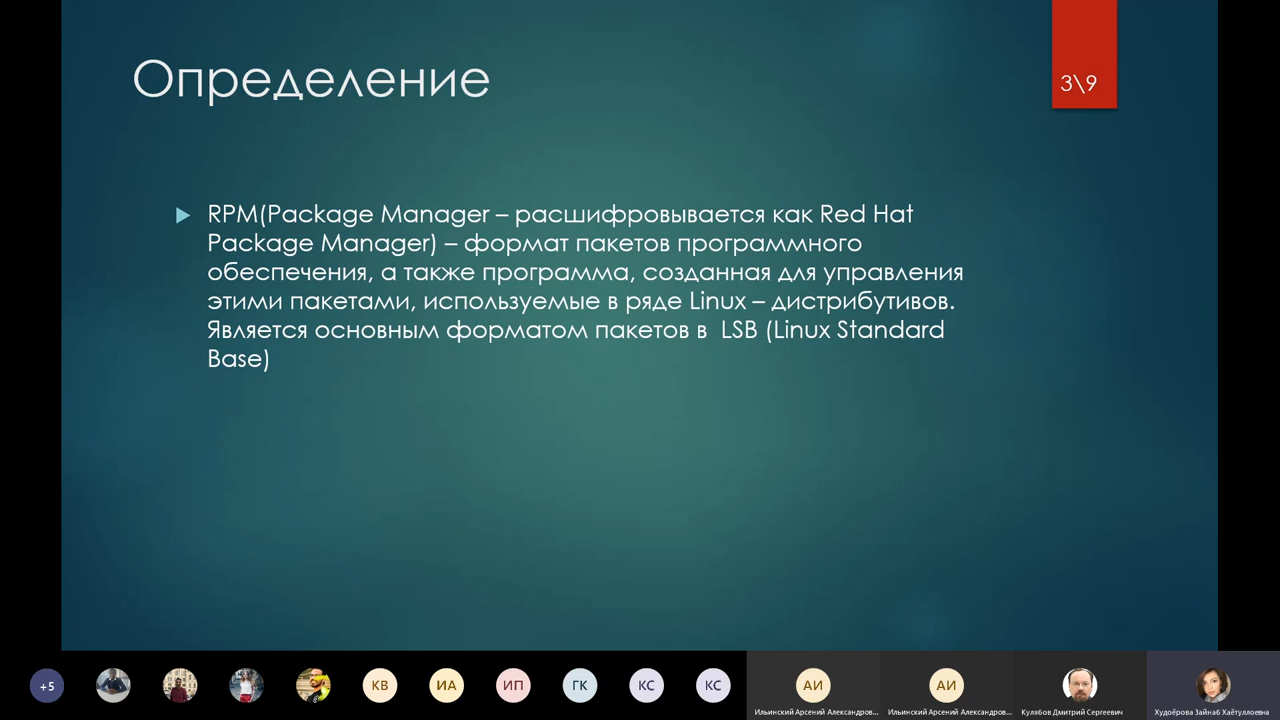 Определение
3\9
RPM(Package Manager – расшифровывается как Red Hat
Package Manager) – формат пакетов программного
обеспечения, а также программа, созданная для управления
этими пакетами, используемые в ряде Linux – дистрибутивов.
Является основным форматом пакетов в  LSB (Linux Standard
Base)
+5
КВ
ИА
ИП
ГК
КС
КС
АИ
АИ
Ильинский Арсений Александров...
Ильинский Арсений Александров...
Кулябов Дмитрий Сергеевич
Худоёрова Зайнаб Хаётуллоевна